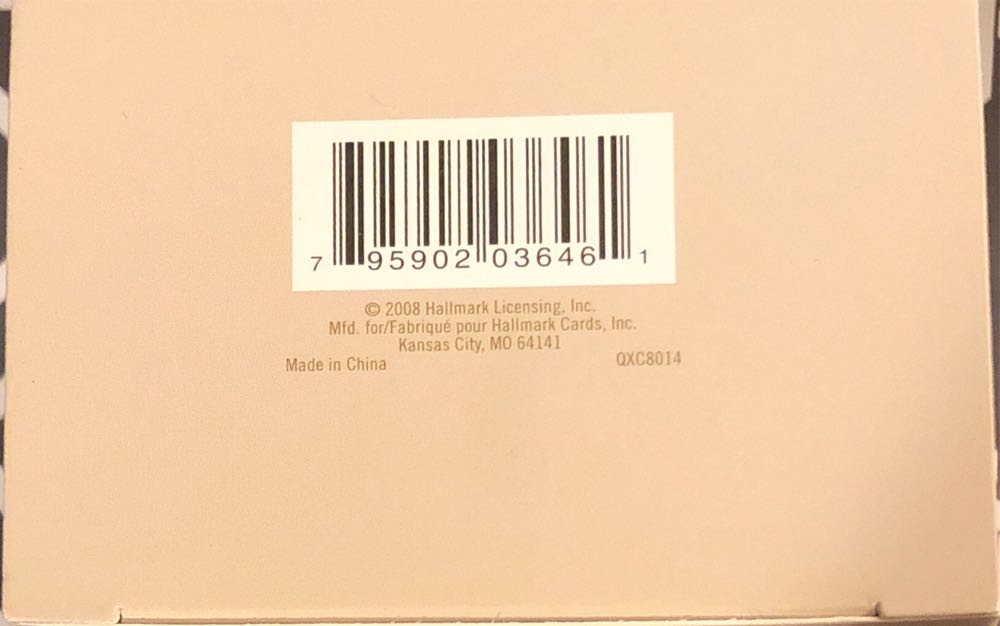 7 95902 03646 1
© 2008 Hallmark Licensing, Inc.
Mfd. for/Fabriqué pour Hallmark Cards, Inc.
Kansas City, MO 64141
Made in China QXC8014